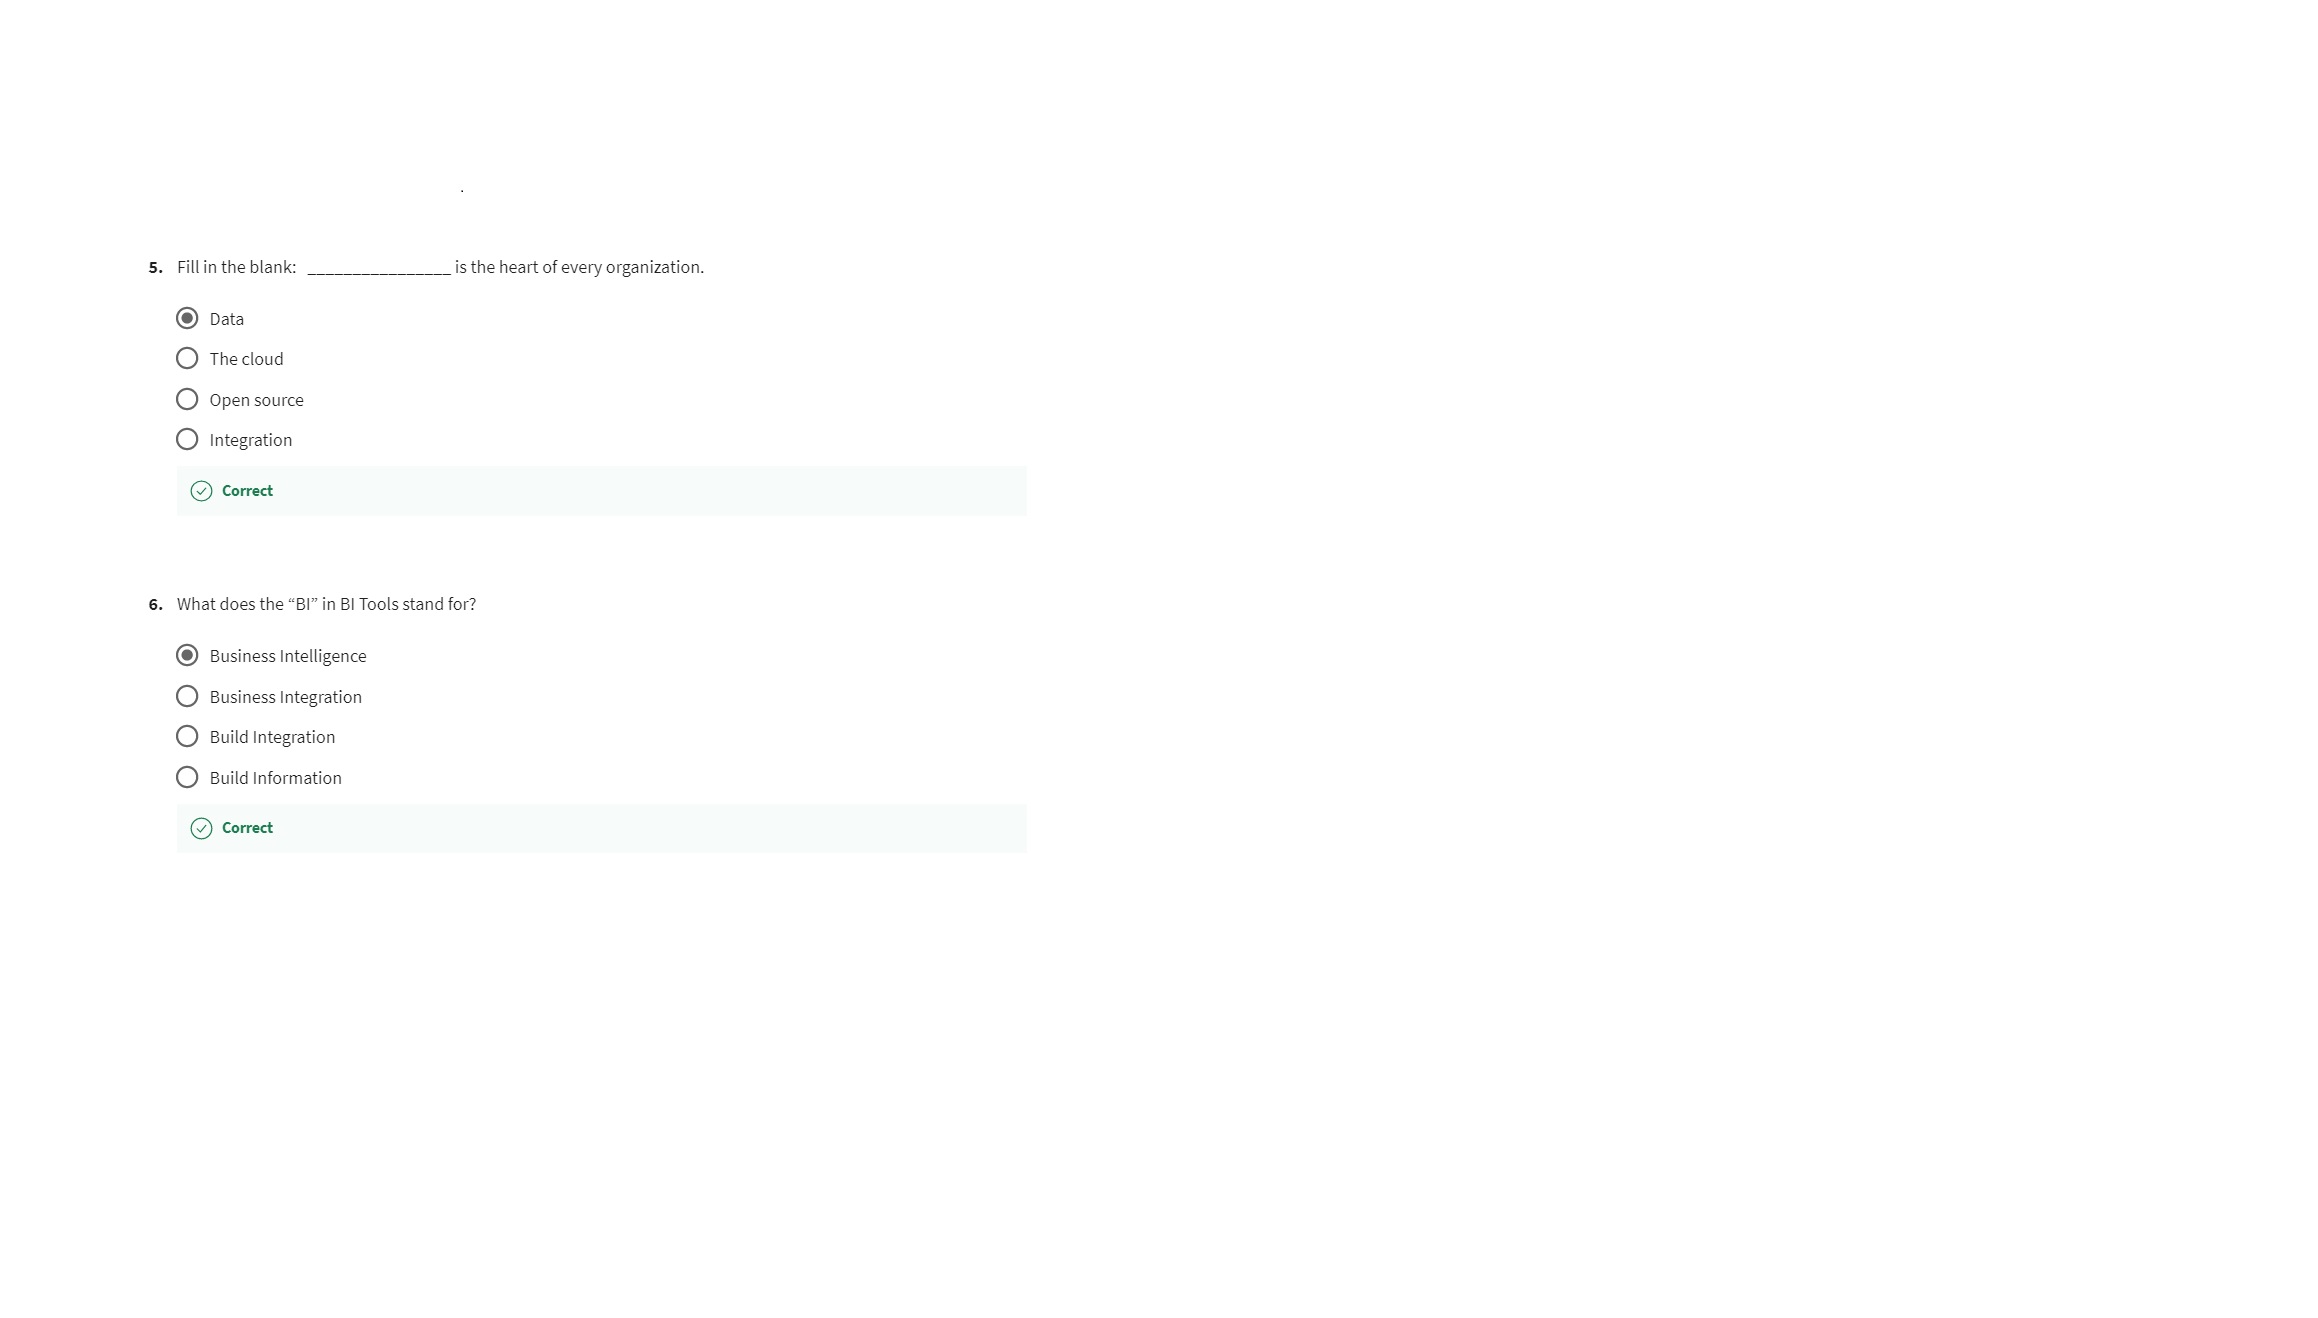 .
5. Fill in the blank: ________________ is the heart of every organization.
Data
The cloud
Open source
Integration
Correct
6. What does the “BI” in BI Tools stand for?
Business Intelligence
Business Integration
Build Integration
Build Information
Correct